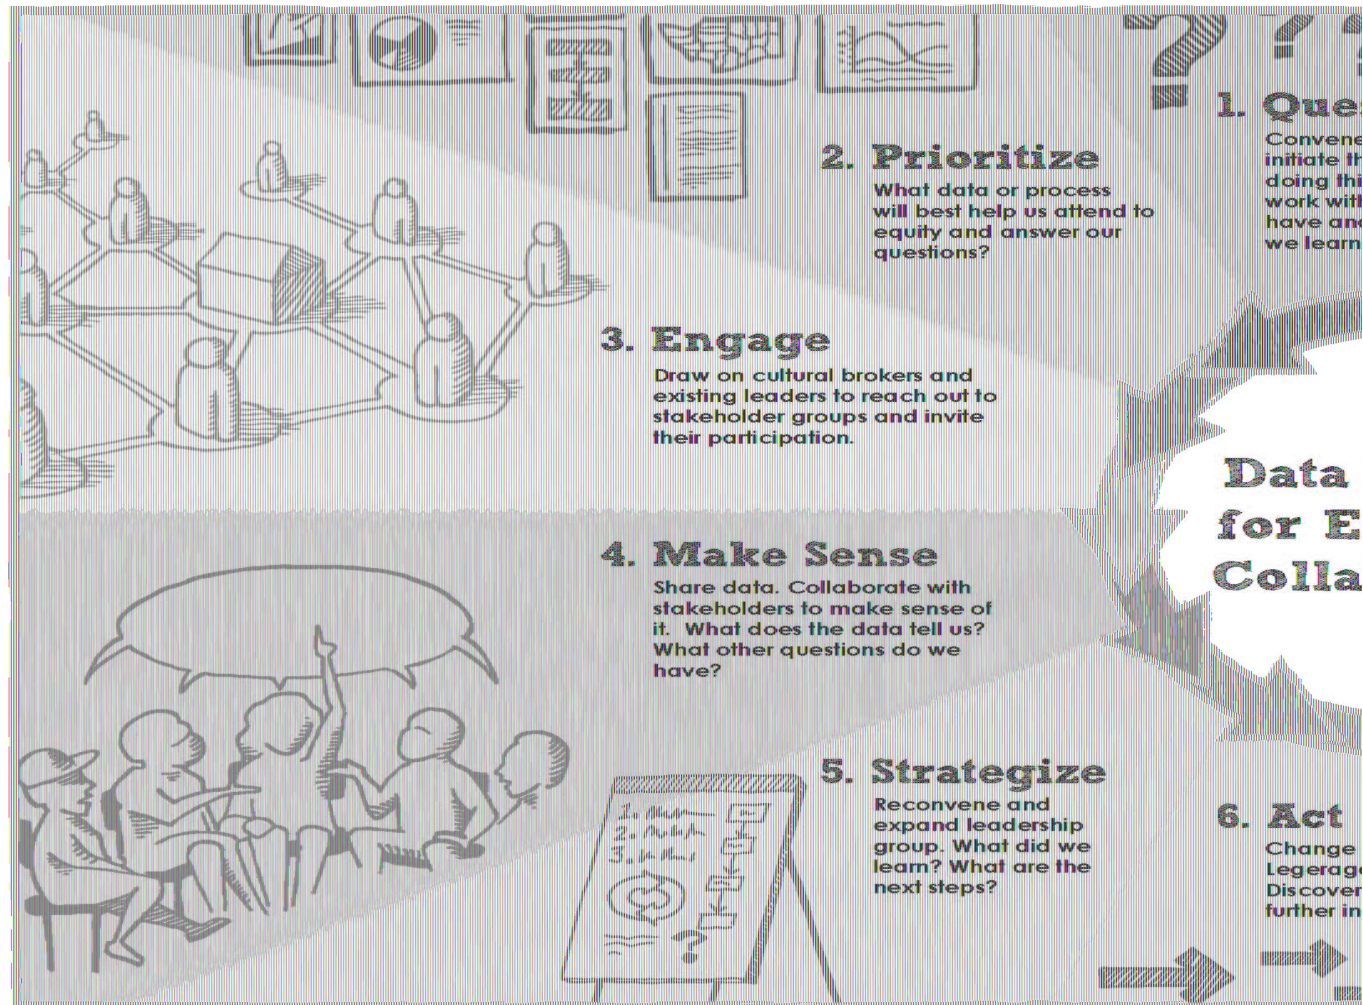 1. Que
Convene
initiate th
doing thi
work with
have and
we learn
2. Prioritize
What data or process
will best help us attend to
equity and answer our
questions?
3. Engage
Draw on cultural brokers and
existing leaders to reach out to
stakeholder groups and invite
their participation.
Data
for E
Colla
4. Make Sense
Share data. Collaborate with
stakeholders to make sense of
it. What does the data tell us?
What other questions do we
have?
5. Strategize
Reconvene and
expand leadership
group. What did we
learn? What are the
next steps?
6. Act
Change
Legerage
Discover
further in
1.
2.
3.
?